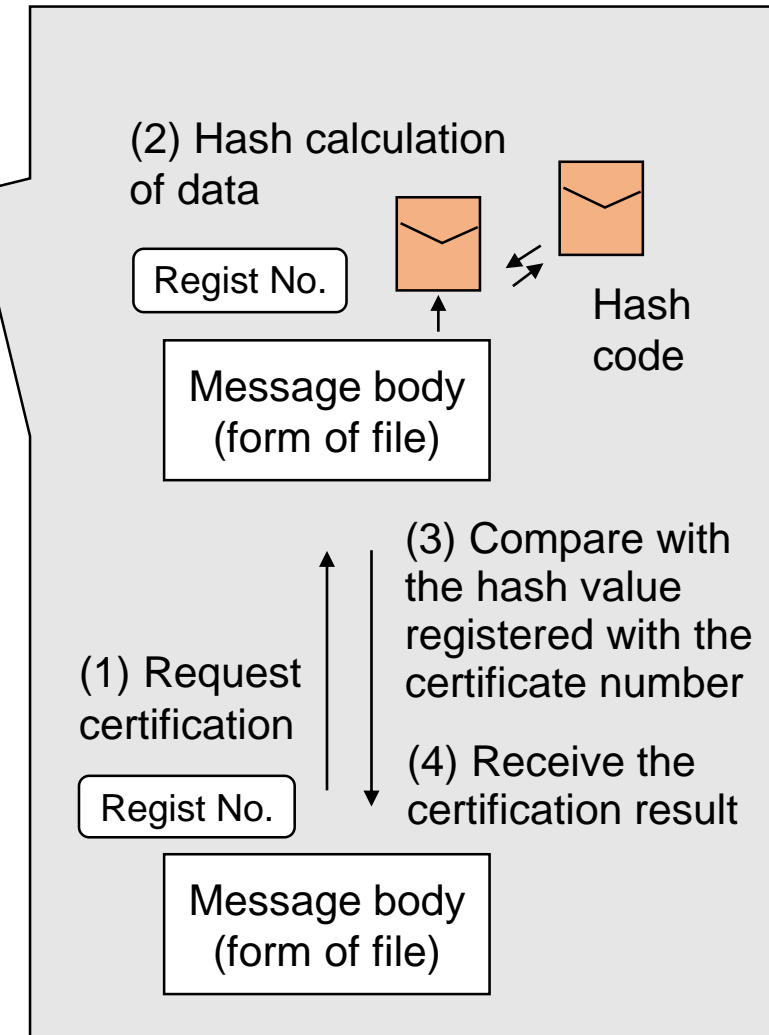 (2) Hash calculation
of data
Regist No.
Hash
code
Message body
(form of file)
(3) Compare with
the hash value
registered with the
certificate number
(1) Request
certification
(4) Receive the
certification result
Regist No.
Message body
(form of file)